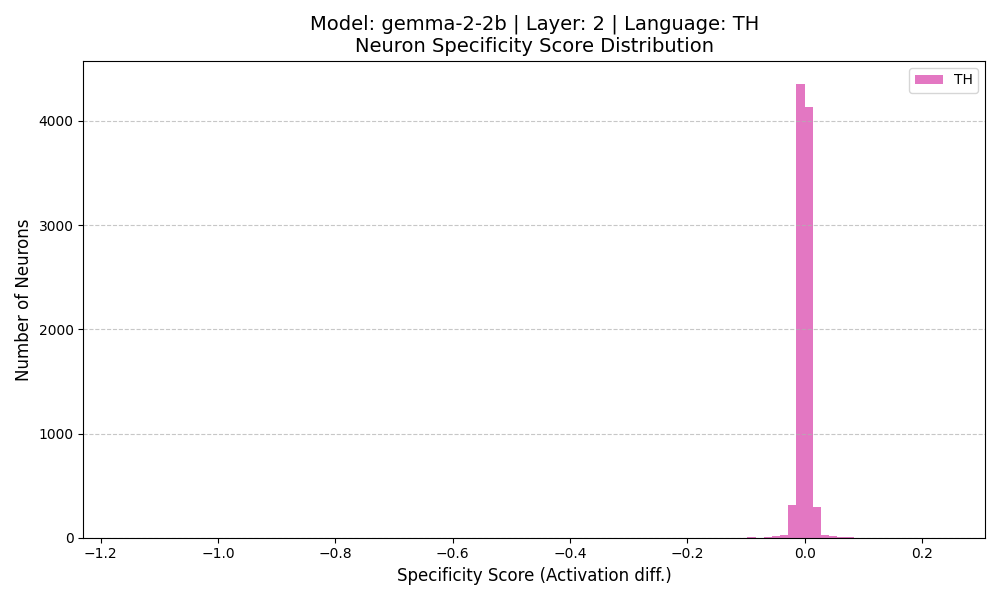 Model: gemma-2-2b | Layer: 2 | Language: TH
Neuron Specificity Score Distribution
TH
4000
3000
2000
1000
0
Number of Neurons
−1.2 −1.0 −0.8 −0.6 −0.4 −0.2 0.0 0.2
Specificity Score (Activation diff.)